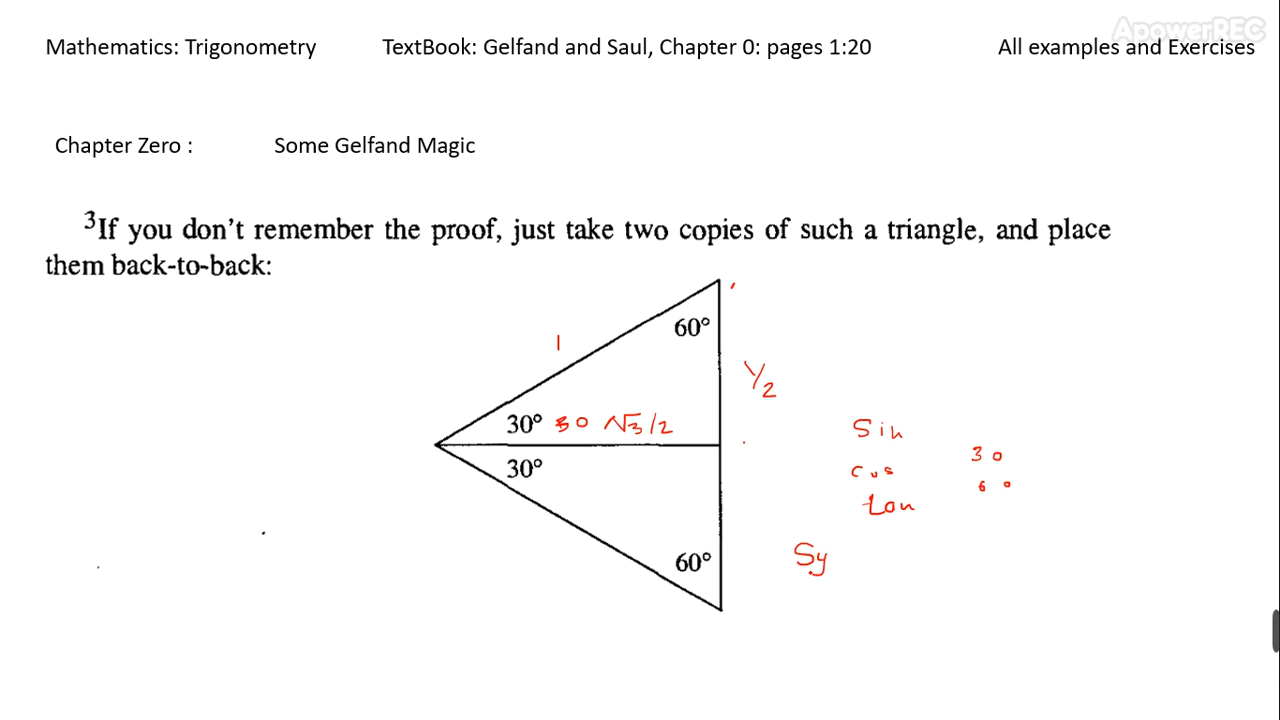 ApowerREC
Mathematics: Trigonometry TextBook: Gelfand and Saul, Chapter 0: pages 1:20 All examples and Exercises
Chapter Zero : Some Gelfand Magic
³If you don't remember the proof, just take two copies of such a triangle, and place
them back-to-back:
60°
1
1/2
30° 30 √3/2
Sin
30
cos
60
tan
30°
60°
Sy